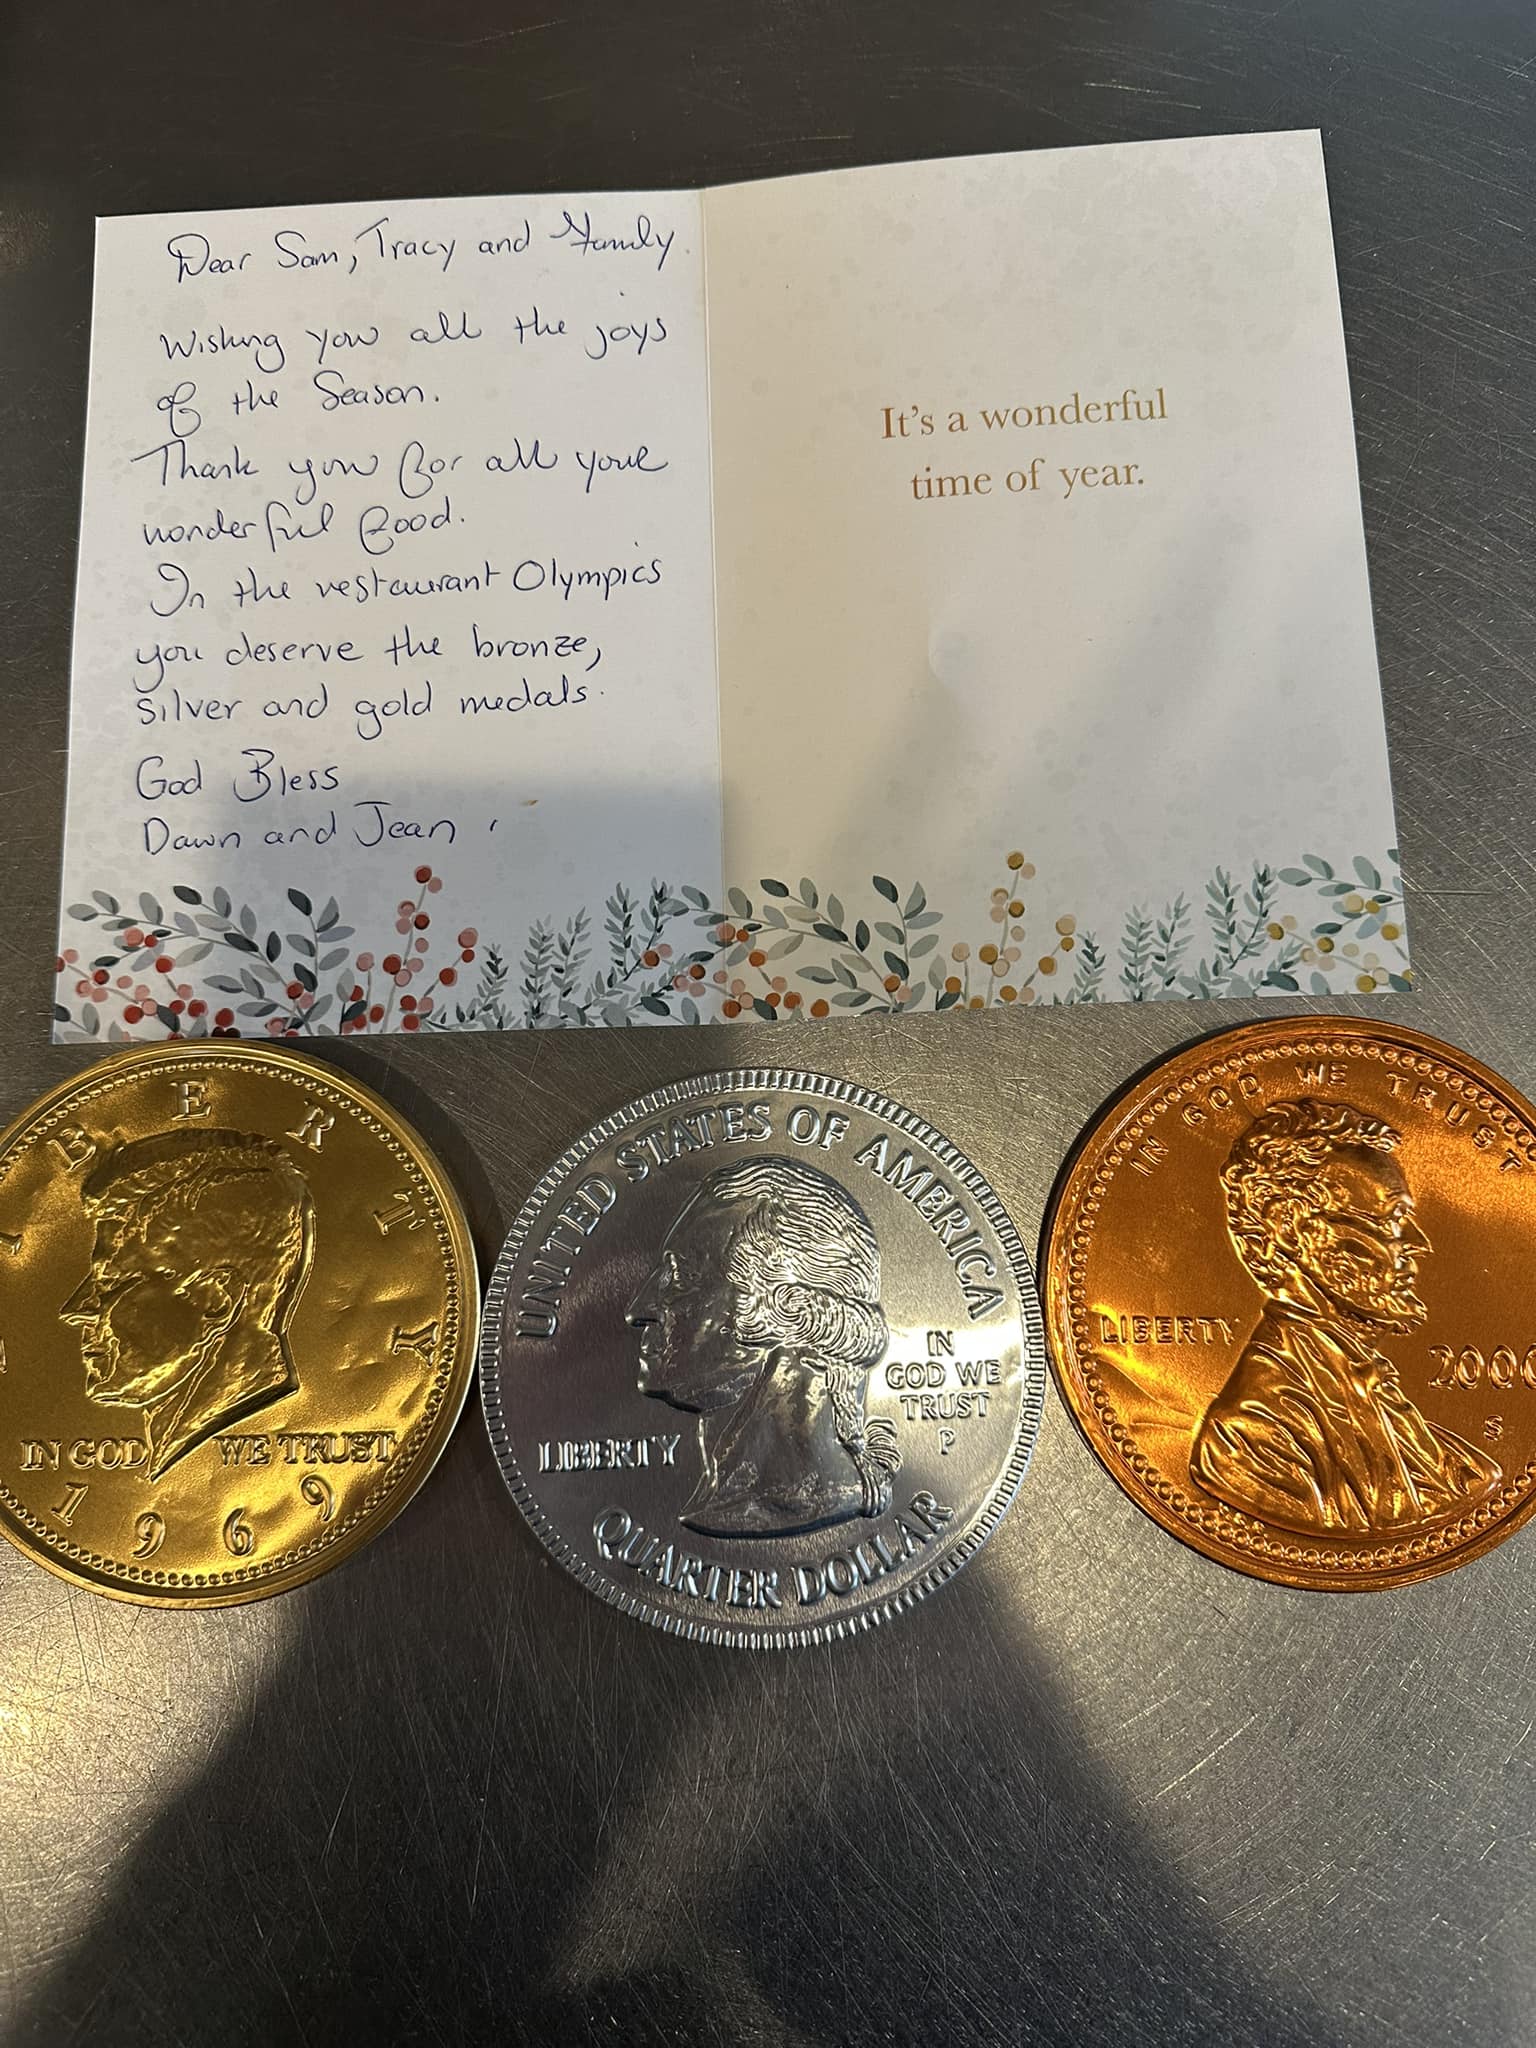 Dear Sam, Tracy and Family.
Wishing you all the joys
of the Season.
Thank you for all your
wonderful food.
In the restaurant Olympics
you deserve the bronze,
silver and gold medals.
God Bless
Dawn and Jean
It's a wonderful
time of year.
LIBERTY
IN GOD WE TRUST
1969
UNITED STATES OF AMERICA
IN
GOD WE
TRUST
P
LIBERTY
QUARTER DOLLAR
IN GOD WE TRUST
LIBERTY
2000
S